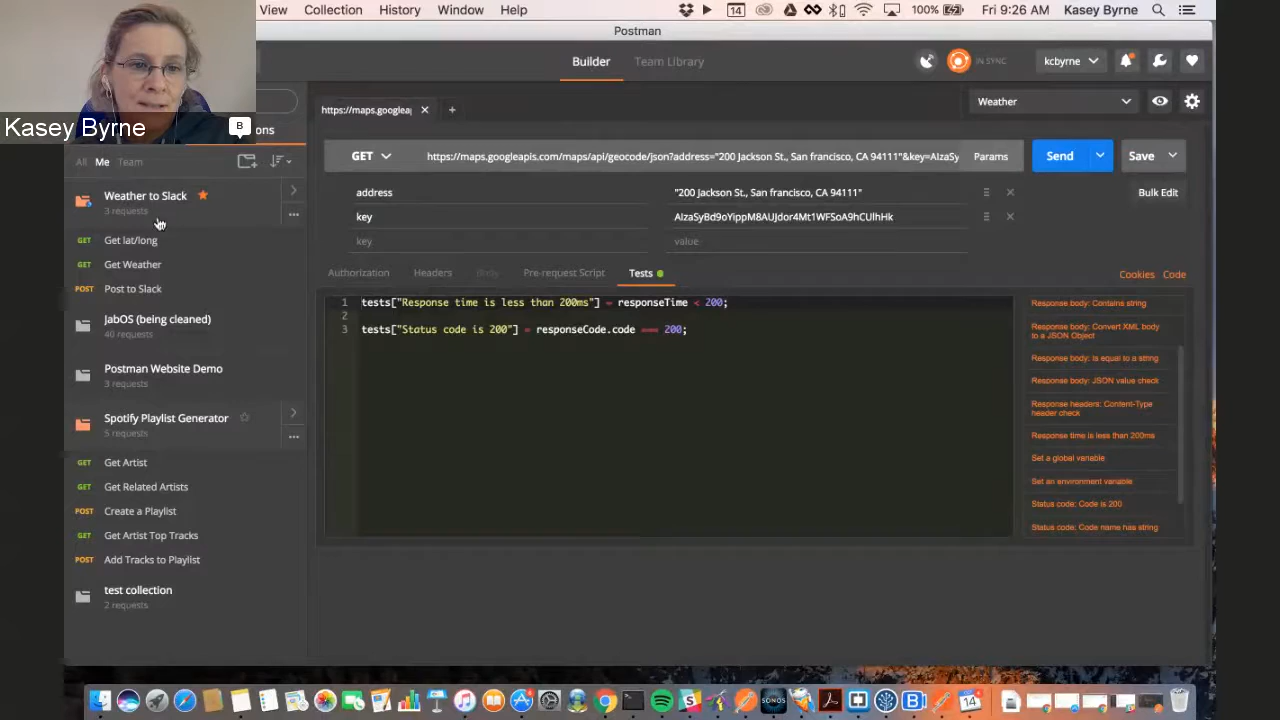 View Collection History Window Help
14
100%
Fri 9:26 AM Kasey Byrne
Postman
Builder Team Library
IN SYNC
kcbyrne
https://maps.googlea
Weather
Kasey Byrne
B
ons
All Me Team
GET
https://maps.googleapis.com/maps/api/geocode/json?address="200 Jackson St., San francisco, CA 94111"&key=AIzaSy
Params
Send
Save
address "200 Jackson St., San francisco, CA 94111"
Bulk Edit
key AIzaSyBd9oYippM8AUJdor4Mt1WFSoA9hCUlhHk
key value
Authorization Headers Body Pre-request Script Tests
Cookies Code
1 tests["Response time is less than 200ms"] = responseTime < 200;
2
3 tests["Status code is 200"] = responseCode.code === 200;
Response body: Contains string
Response body: Convert XML body
to a JSON Object
Response body: Is equal to a string
Response body: JSON value check
Response headers: Content-Type
header check
Response time is less than 200ms
Set a global variable
Set an environment variable
Status code: Code is 200
Status code: Code name has string
Weather to Slack
3 requests
GET Get lat/long
GET Get Weather
POST Post to Slack
JabOS (being cleaned)
40 requests
Postman Website Demo
3 requests
Spotify Playlist Generator
5 requests
GET Get Artist
GET Get Related Artists
POST Create a Playlist
GET Get Artist Top Tracks
POST Add Tracks to Playlist
test collection
2 requests
SONOS
B
14